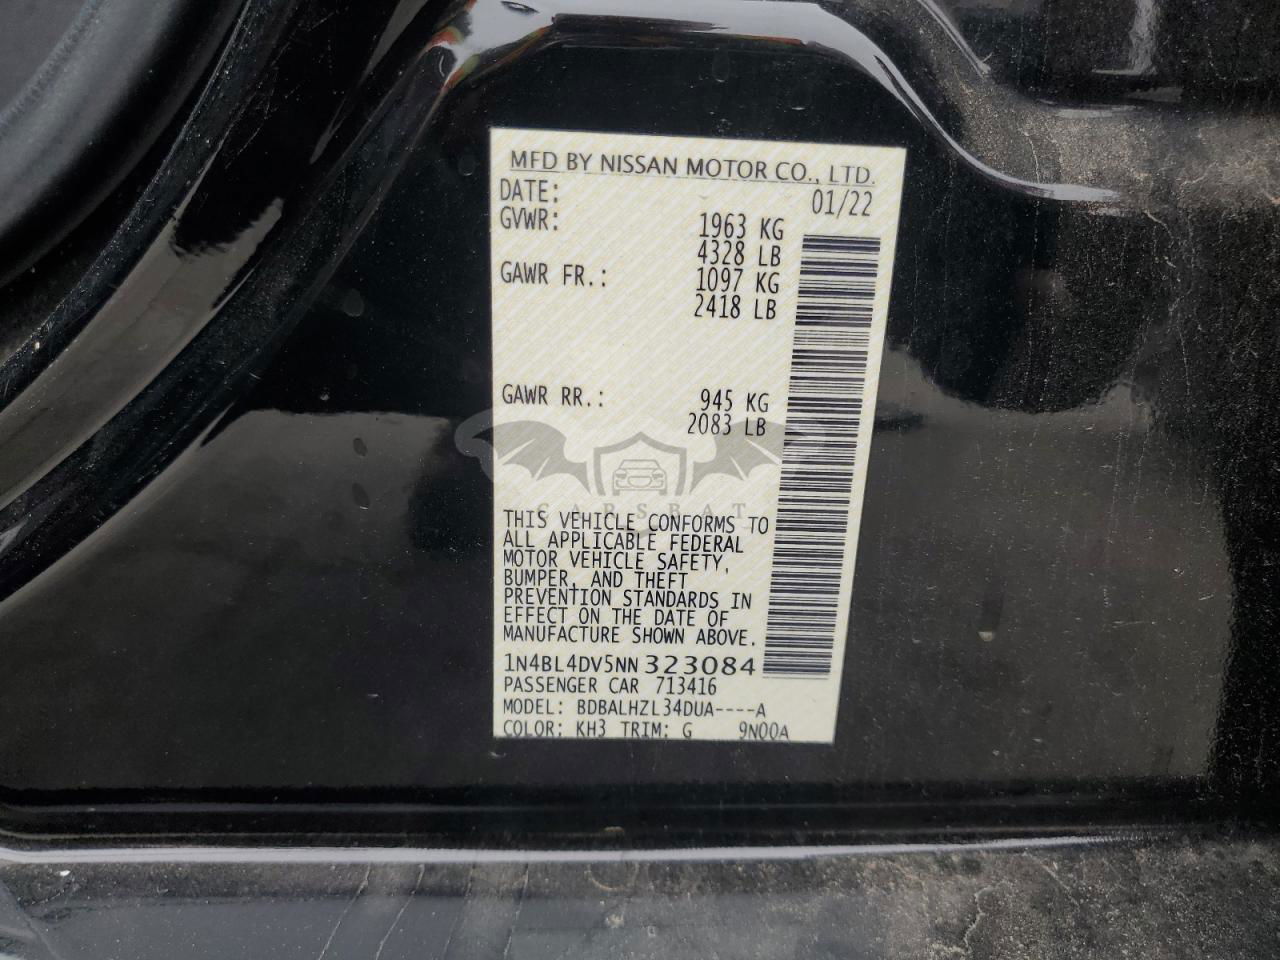 MFD BY NISSAN MOTOR CO., LTD.
DATE: 01/22
GVWR: 1963 KG
4328 LB
GAWR FR.: 1097 KG
2418 LB
GAWR RR.: 945 KG
2083 LB
CARSBAT
THIS VEHICLE CONFORMS TO
ALL APPLICABLE FEDERAL
MOTOR VEHICLE SAFETY,
BUMPER, AND THEFT
PREVENTION STANDARDS IN
EFFECT ON THE DATE OF
MANUFACTURE SHOWN ABOVE.
1N4BL4DV5NN323084
PASSENGER CAR 713416
MODEL: BDBALHZL34DUA----A
COLOR: KH3 TRIM: G 9N00A